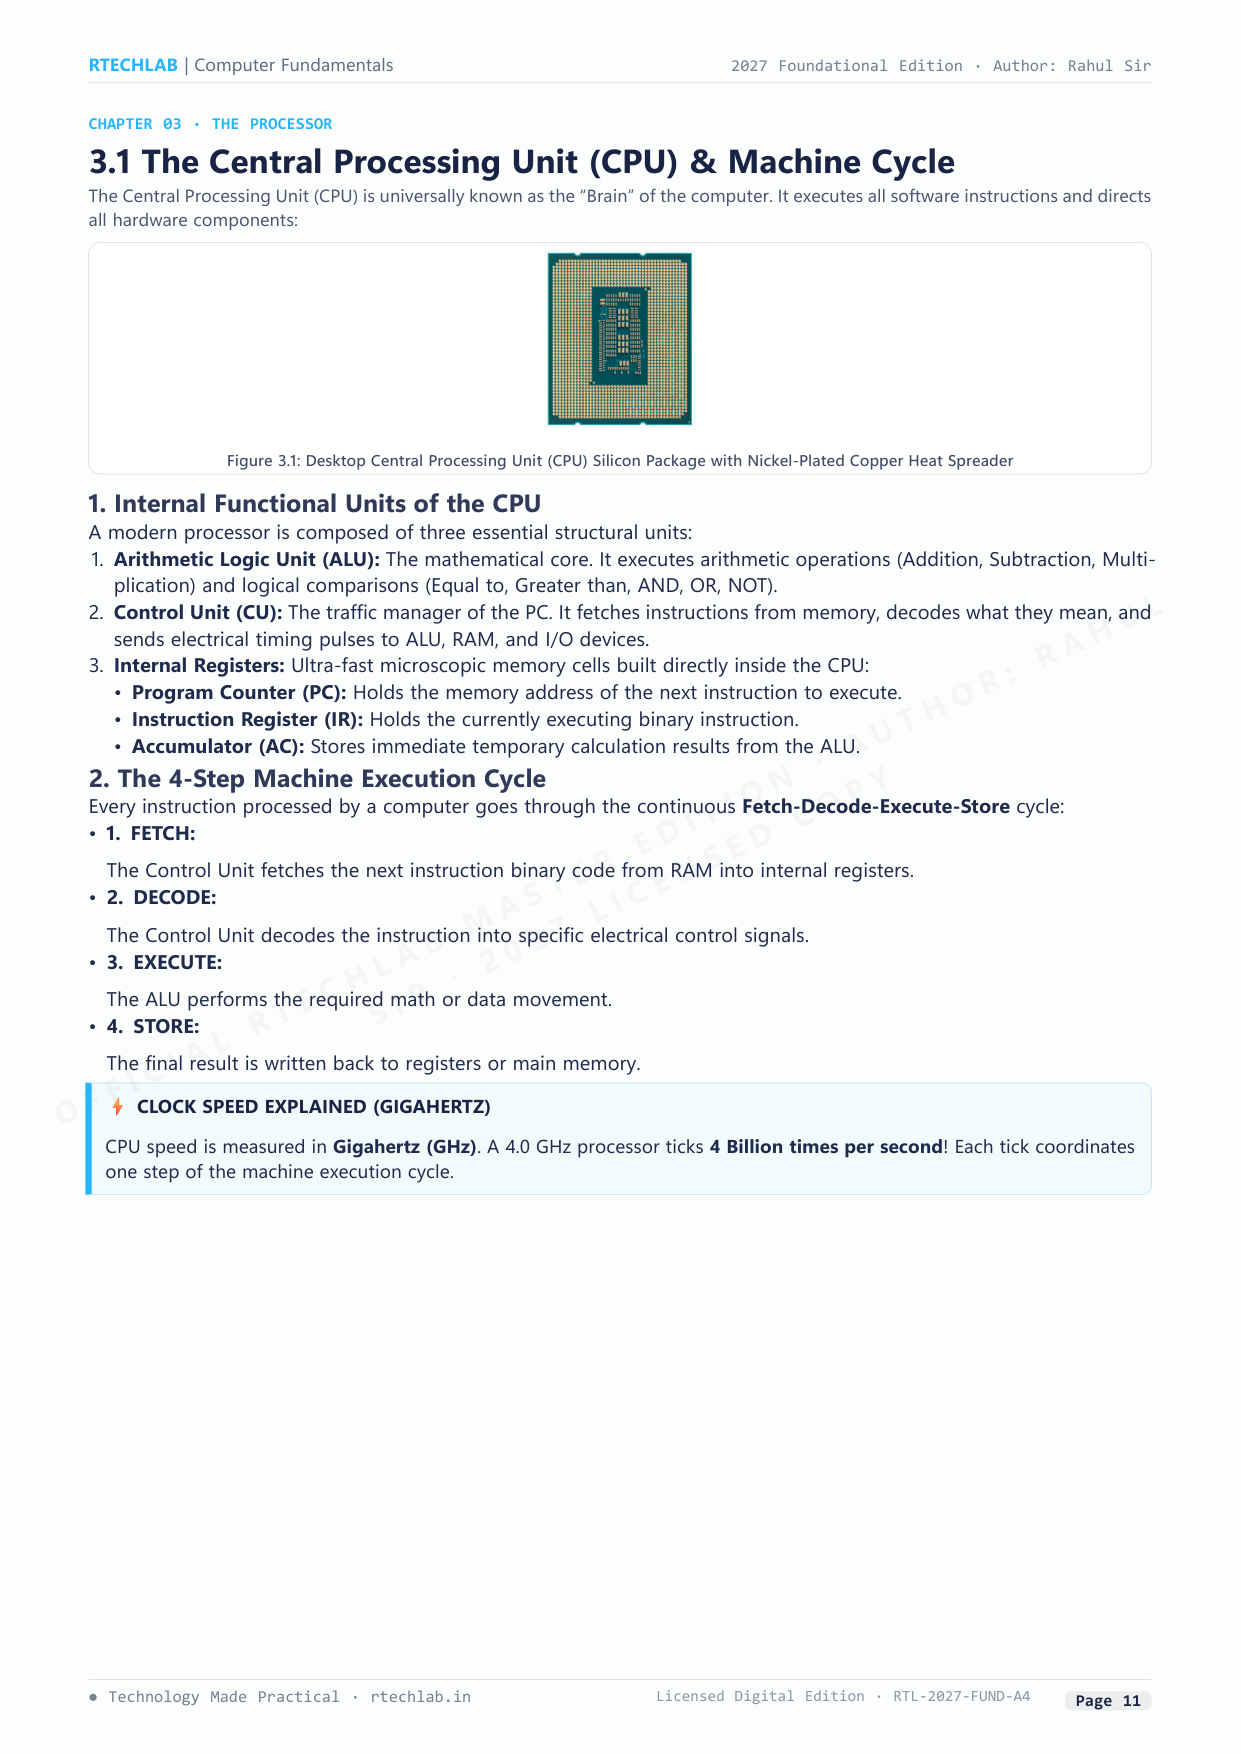 RTECHLAB | Computer Fundamentals
2027 Foundational Edition · Author: Rahul Sir
CHAPTER 03 · THE PROCESSOR
3.1 The Central Processing Unit (CPU) & Machine Cycle
The Central Processing Unit (CPU) is universally known as the “Brain” of the computer. It executes all software instructions and directs
all hardware components:
Figure 3.1: Desktop Central Processing Unit (CPU) Silicon Package with Nickel-Plated Copper Heat Spreader
1. Internal Functional Units of the CPU
A modern processor is composed of three essential structural units:
1. Arithmetic Logic Unit (ALU): The mathematical core. It executes arithmetic operations (Addition, Subtraction, Multi-
plication) and logical comparisons (Equal to, Greater than, AND, OR, NOT).
2. Control Unit (CU): The traffic manager of the PC. It fetches instructions from memory, decodes what they mean, and
sends electrical timing pulses to ALU, RAM, and I/O devices.
3. Internal Registers: Ultra-fast microscopic memory cells built directly inside the CPU:
• Program Counter (PC): Holds the memory address of the next instruction to execute.
• Instruction Register (IR): Holds the currently executing binary instruction.
• Accumulator (AC): Stores immediate temporary calculation results from the ALU.
2. The 4-Step Machine Execution Cycle
Every instruction processed by a computer goes through the continuous Fetch-Decode-Execute-Store cycle:
• 1. FETCH:
The Control Unit fetches the next instruction binary code from RAM into internal registers.
• 2. DECODE:
The Control Unit decodes the instruction into specific electrical control signals.
• 3. EXECUTE:
The ALU performs the required math or data movement.
• 4. STORE:
The final result is written back to registers or main memory.
OFFICIAL RTECHLAB MASTER EDITION · AUTHOR: RAHUL
SIR · 2027 LICENSED COPY
⚡ CLOCK SPEED EXPLAINED (GIGAHERTZ)
CPU speed is measured in Gigahertz (GHz). A 4.0 GHz processor ticks 4 Billion times per second! Each tick coordinates
one step of the machine execution cycle.
● Technology Made Practical · rtechlab.in
Licensed Digital Edition · RTL-2027-FUND-A4
Page 11